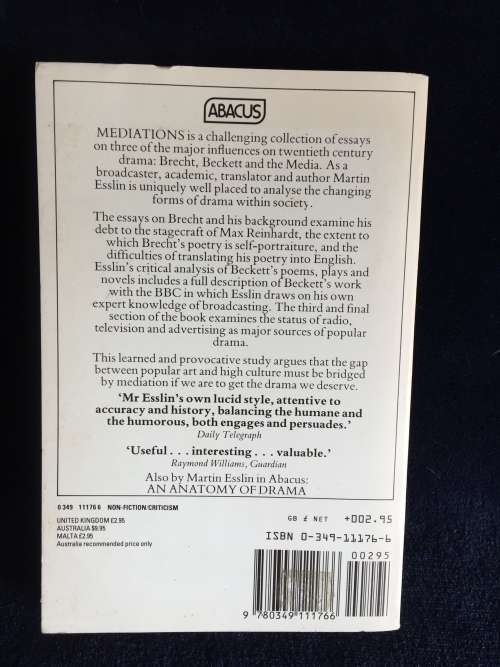 ABACUS
MEDIATIONS is a challenging collection of essays
on three of the major influences on twentieth century
drama: Brecht, Beckett and the Media. As a
broadcaster, academic, translator and author Martin
Esslin is uniquely well placed to analyse the changing
forms of drama within society.
The essays on Brecht and his background examine his
debt to the stagecraft of Max Reinhardt, the extent to
which Brecht's poetry is self-portraiture, and the
difficulties of translating his poetry into English.
Esslin's critical analysis of Beckett's poems, plays and
novels includes a full description of Beckett's work
with the BBC in which Esslin draws on his own
expert knowledge of broadcasting. The third and final
section of the book examines the status of radio,
television and advertising as major sources of popular
drama.
This learned and provocative study argues that the gap
between popular art and high culture must be bridged
by mediation if we are to get the drama we deserve.
'Mr Esslin's own lucid style, attentive to
accuracy and history, balancing the humane and
the humorous, both engages and persuades.'
Daily Telegraph
'Useful . . . interesting . . . valuable.'
Raymond Williams, Guardian
Also by Martin Esslin in Abacus:
AN ANATOMY OF DRAMA
0 349 11176 6 NON-FICTION/CRITICISM
UNITED KINGDOM £2.95
AUSTRALIA $9.95
MALTA £2.95
Australia recommended price only
GB £ NET +002.95
ISBN 0-349-11176-6
00295
9 780349 111766